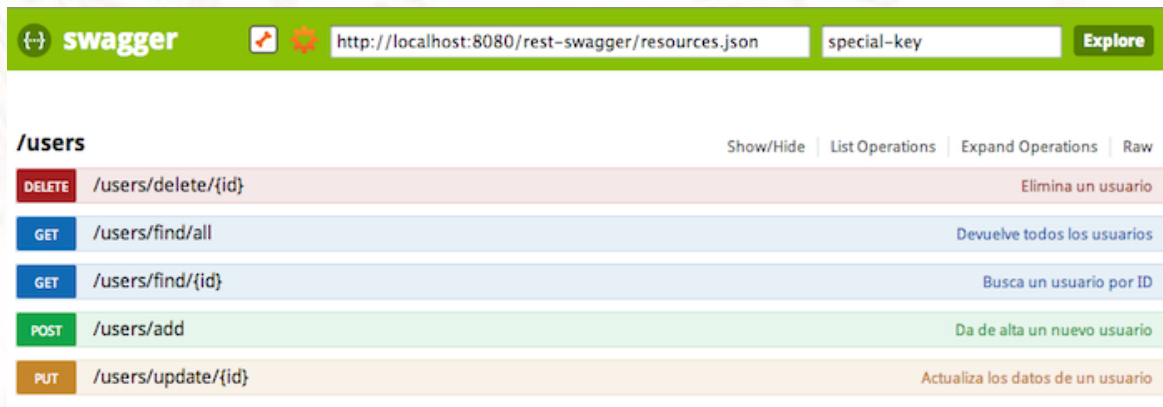 {···} swagger http://localhost:8080/rest-swagger/resources.json special-key Explore
/users Show/Hide List Operations Expand Operations Raw
DELETE /users/delete/{id} Elimina un usuario
GET /users/find/all Devuelve todos los usuarios
GET /users/find/{id} Busca un usuario por ID
POST /users/add Da de alta un nuevo usuario
PUT /users/update/{id} Actualiza los datos de un usuario